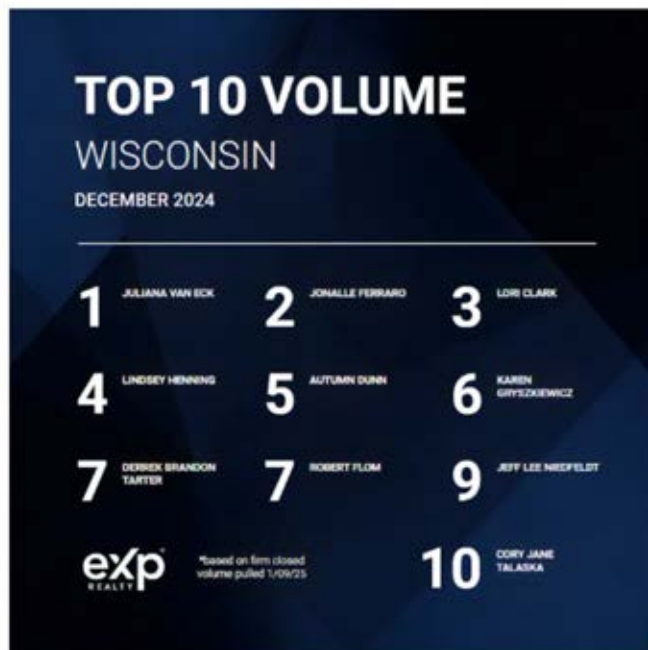 TOP 10 VOLUME
WISCONSIN
DECEMBER 2024
1 JULIANA VAN ECK
2 JONALLE FERRARO
3 LORI CLARK
4 LINDSEY HENNING
5 AUTUMN DUNN
6 KAREN
GRYSZKIEWICZ
7 DERREK BRANDON
TARTER
7 ROBERT FLOM
9 JEFF LEE NIEDFELDT
10 CORY JANE
TALASKA
eXp
REALTY
*based on firm closed
volume pulled 1/09/25